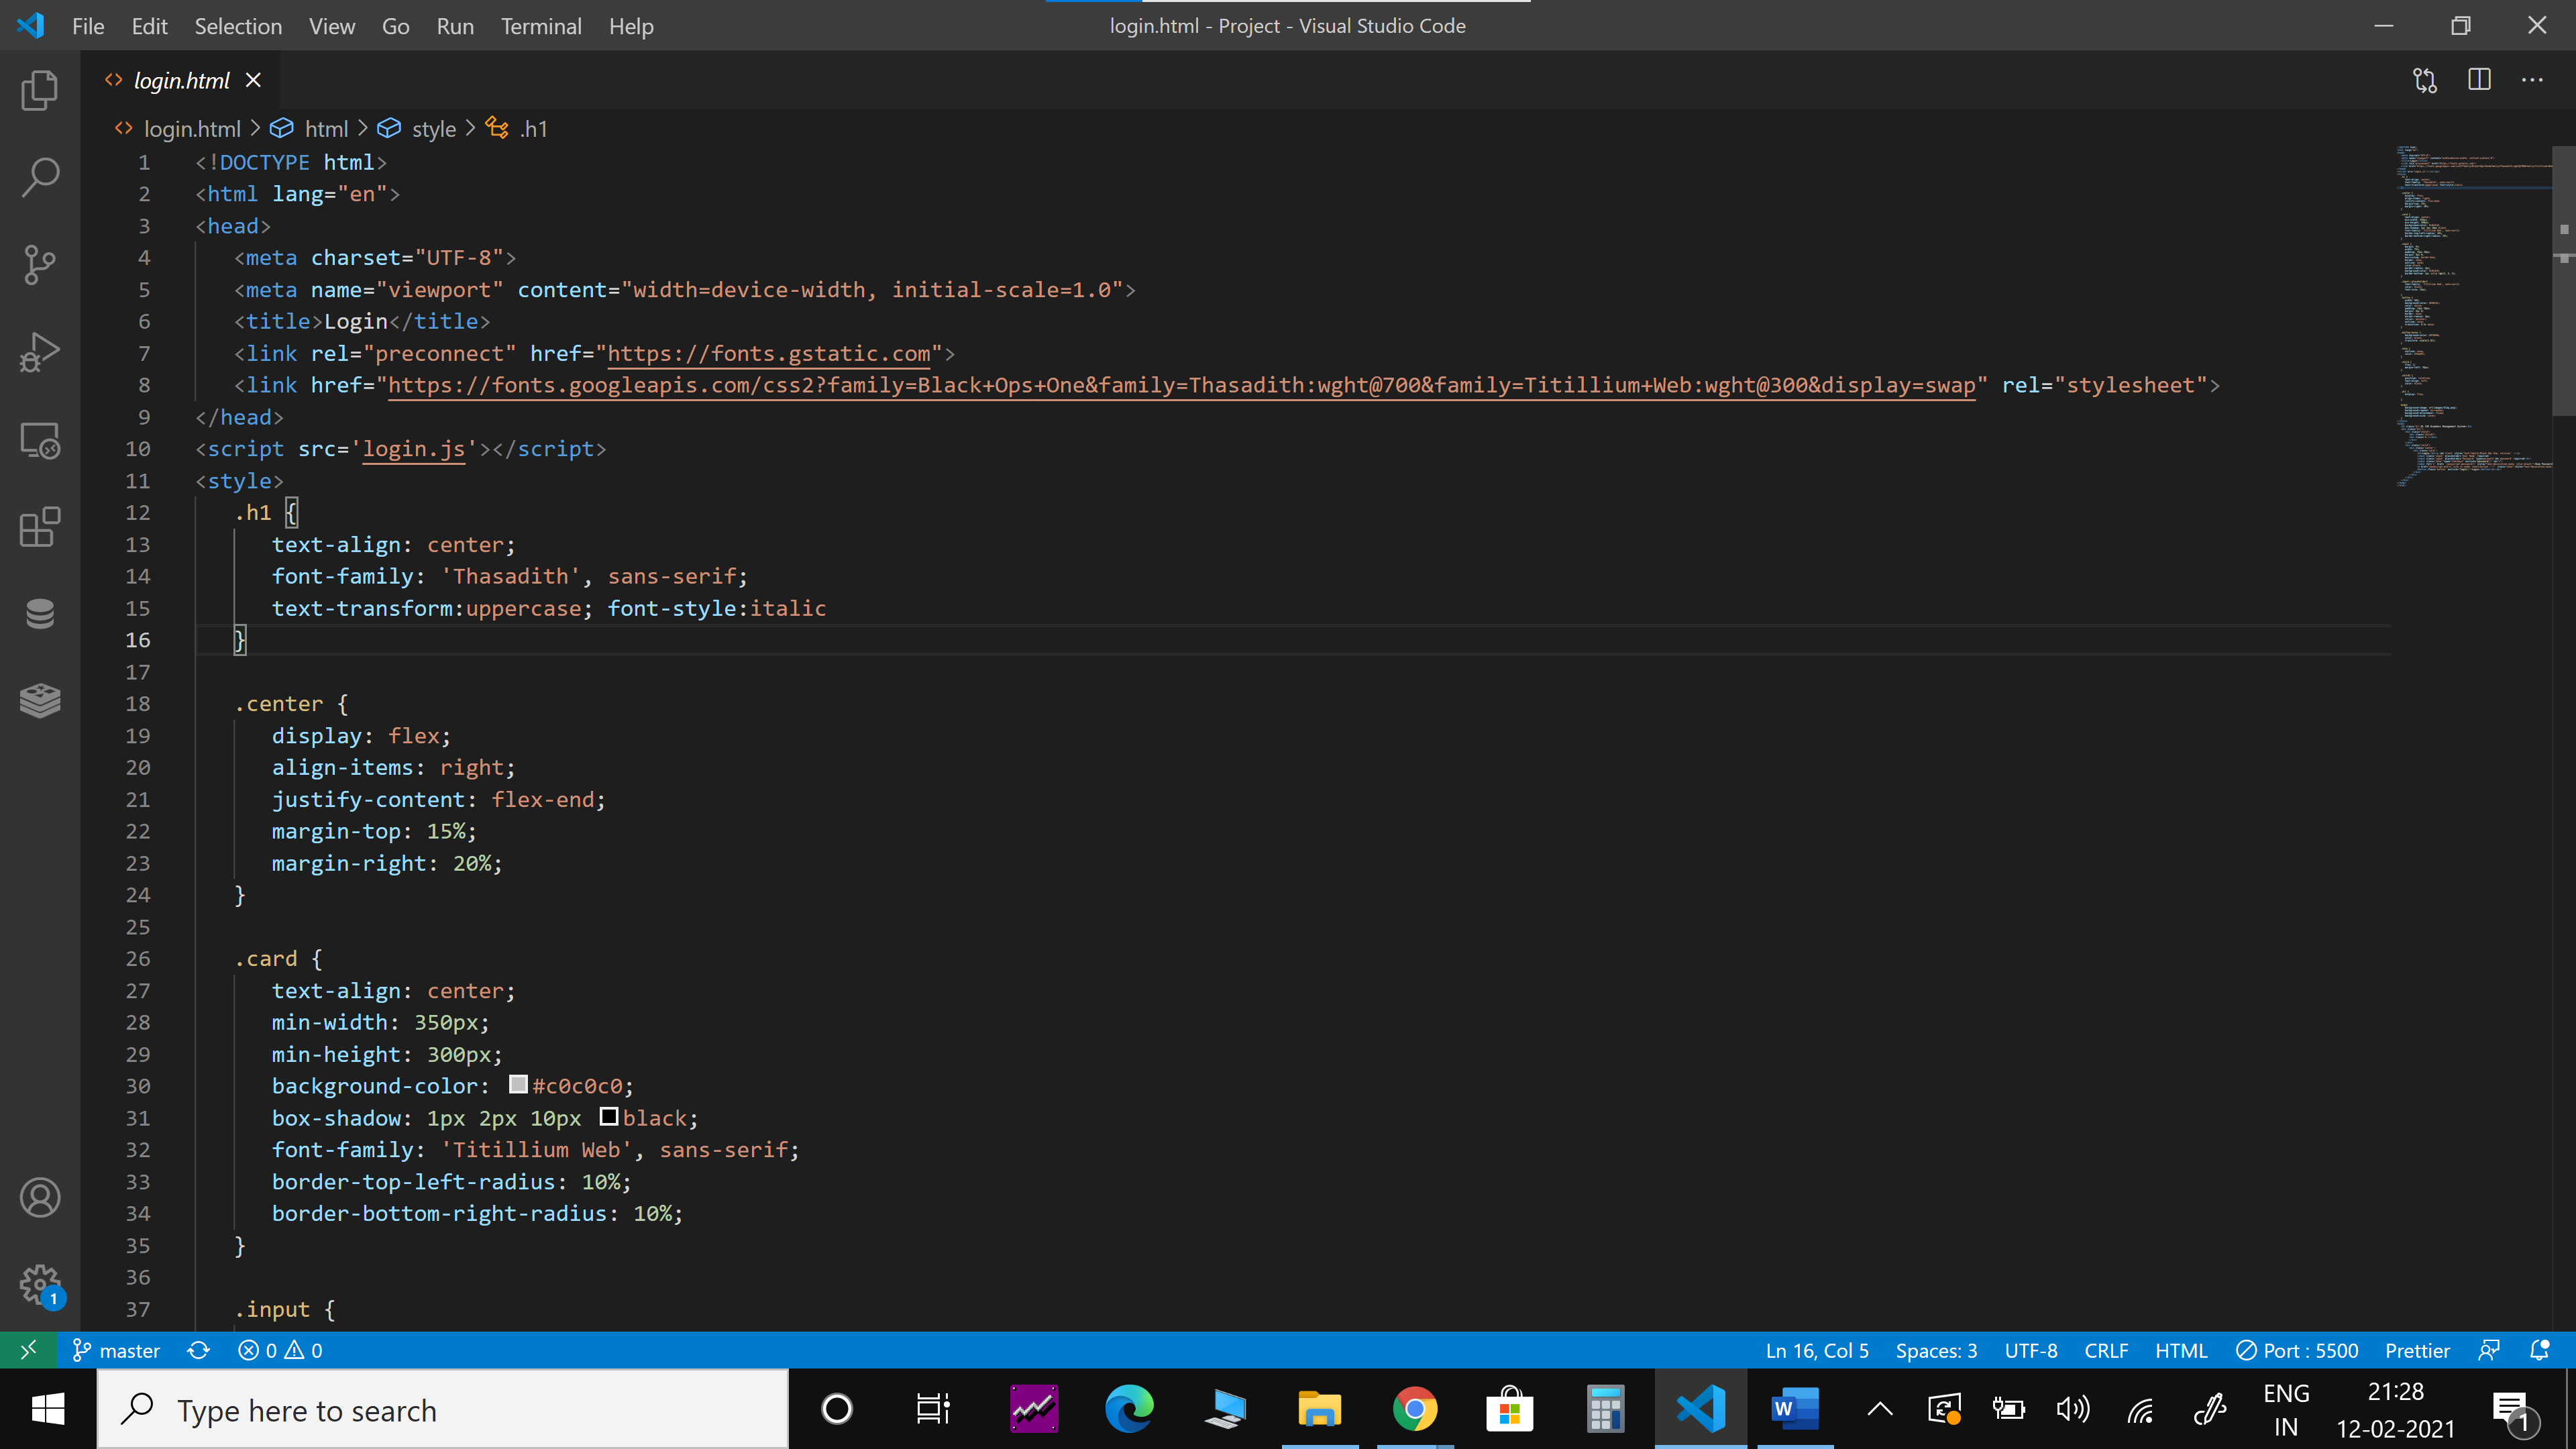 File Edit Selection View Go Run Terminal Help
login.html - Project - Visual Studio Code
login.html
login.html > html > style > .h1
1 <!DOCTYPE html>
2 <html lang="en">
3 <head>
4 <meta charset="UTF-8">
5 <meta name="viewport" content="width=device-width, initial-scale=1.0">
6 <title>Login</title>
7 <link rel="preconnect" href="https://fonts.gstatic.com">
8 <link href="https://fonts.googleapis.com/css2?family=Black+Ops+One&family=Thasadith:wght@700&family=Titillium+Web:wght@300&display=swap" rel="stylesheet">
9 </head>
10 <script src='login.js'></script>
11 <style>
12 .h1 {
13 text-align: center;
14 font-family: 'Thasadith', sans-serif;
15 text-transform:uppercase; font-style:italic
16 }
17
18 .center {
19 display: flex;
20 align-items: right;
21 justify-content: flex-end;
22 margin-top: 15%;
23 margin-right: 20%;
24 }
25
26 .card {
27 text-align: center;
28 min-width: 350px;
29 min-height: 300px;
30 background-color: #c0c0c0;
31 box-shadow: 1px 2px 10px black;
32 font-family: 'Titillium Web', sans-serif;
33 border-top-left-radius: 10%;
34 border-bottom-right-radius: 10%;
35 }
36
37 .input {
1
master 0 0 Ln 16, Col 5 Spaces: 3 UTF-8 CRLF HTML Port : 5500 Prettier
Type here to search
W
ENG
IN
21:28
12-02-2021
1